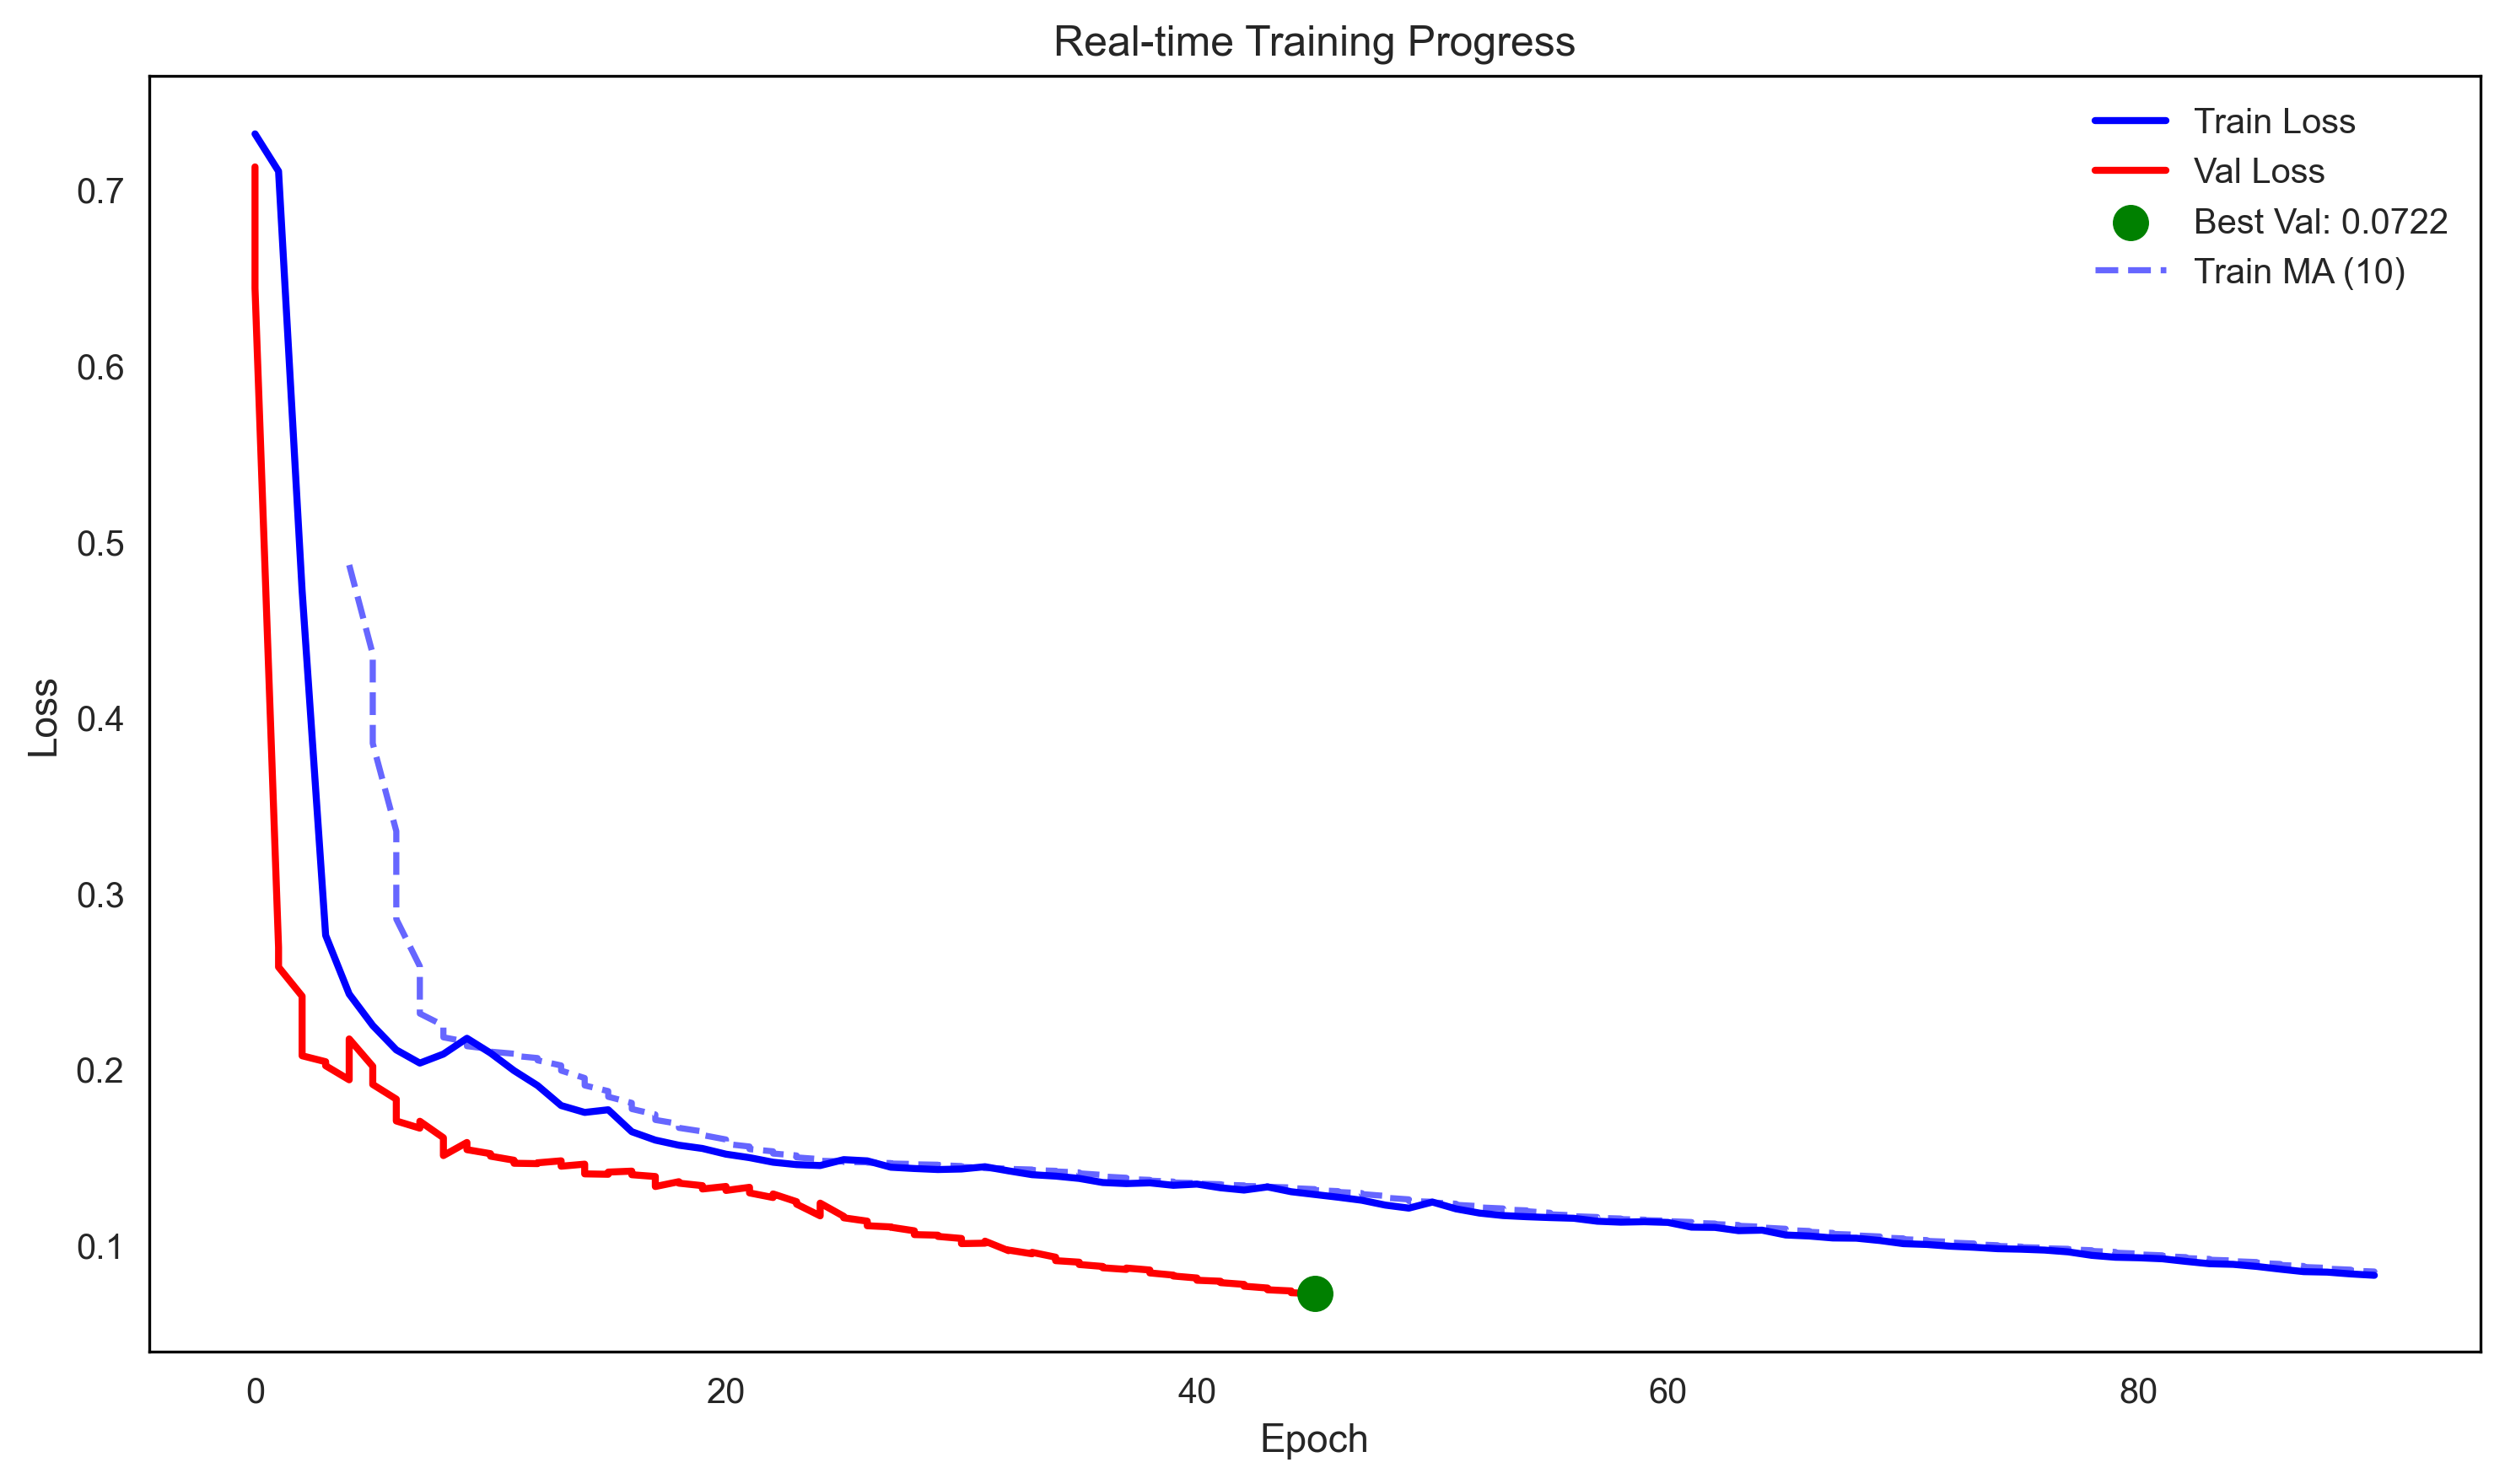 Real-time Training Progress
Train Loss
Val Loss
Best Val: 0.0722
Train MA (10)
0.7
0.6
0.5
0.4
0.3
0.2
0.1
Loss
0
20
40
60
80
Epoch